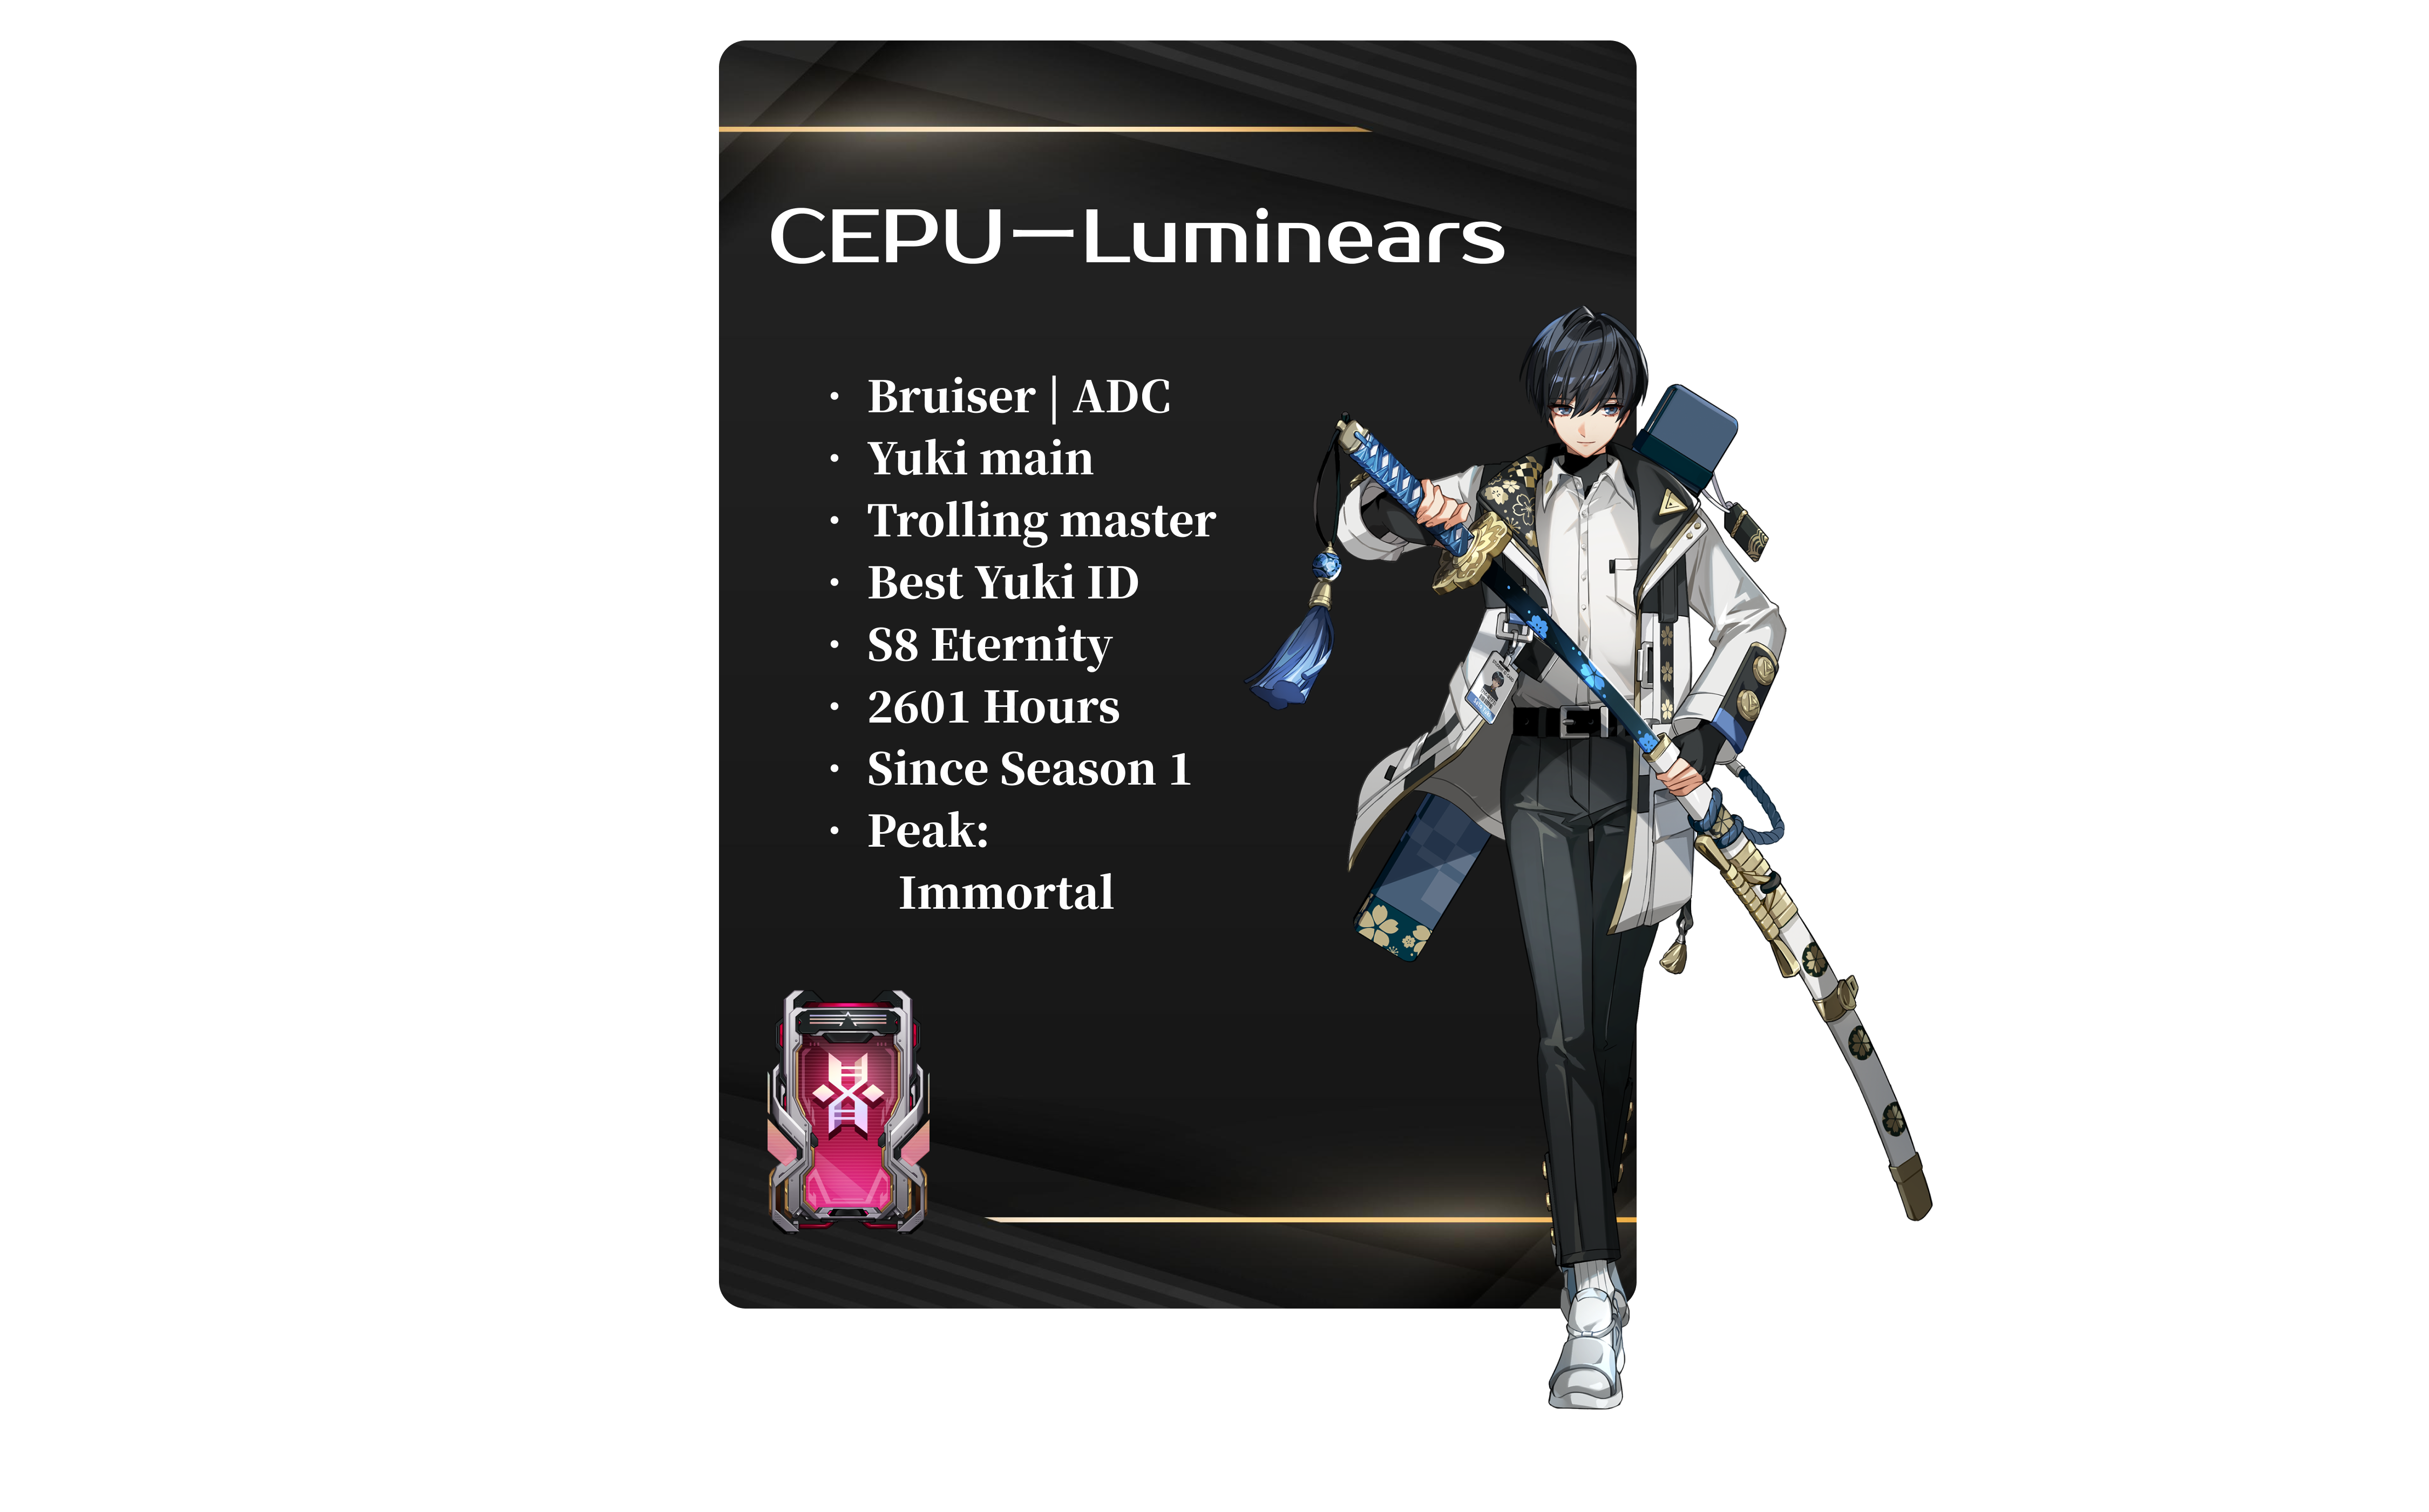 CEPU—Luminears
· Bruiser | ADC
· Yuki main
· Trolling master
· Best Yuki ID
· S8 Eternity
· 2601 Hours
· Since Season 1
· Peak:
Immortal